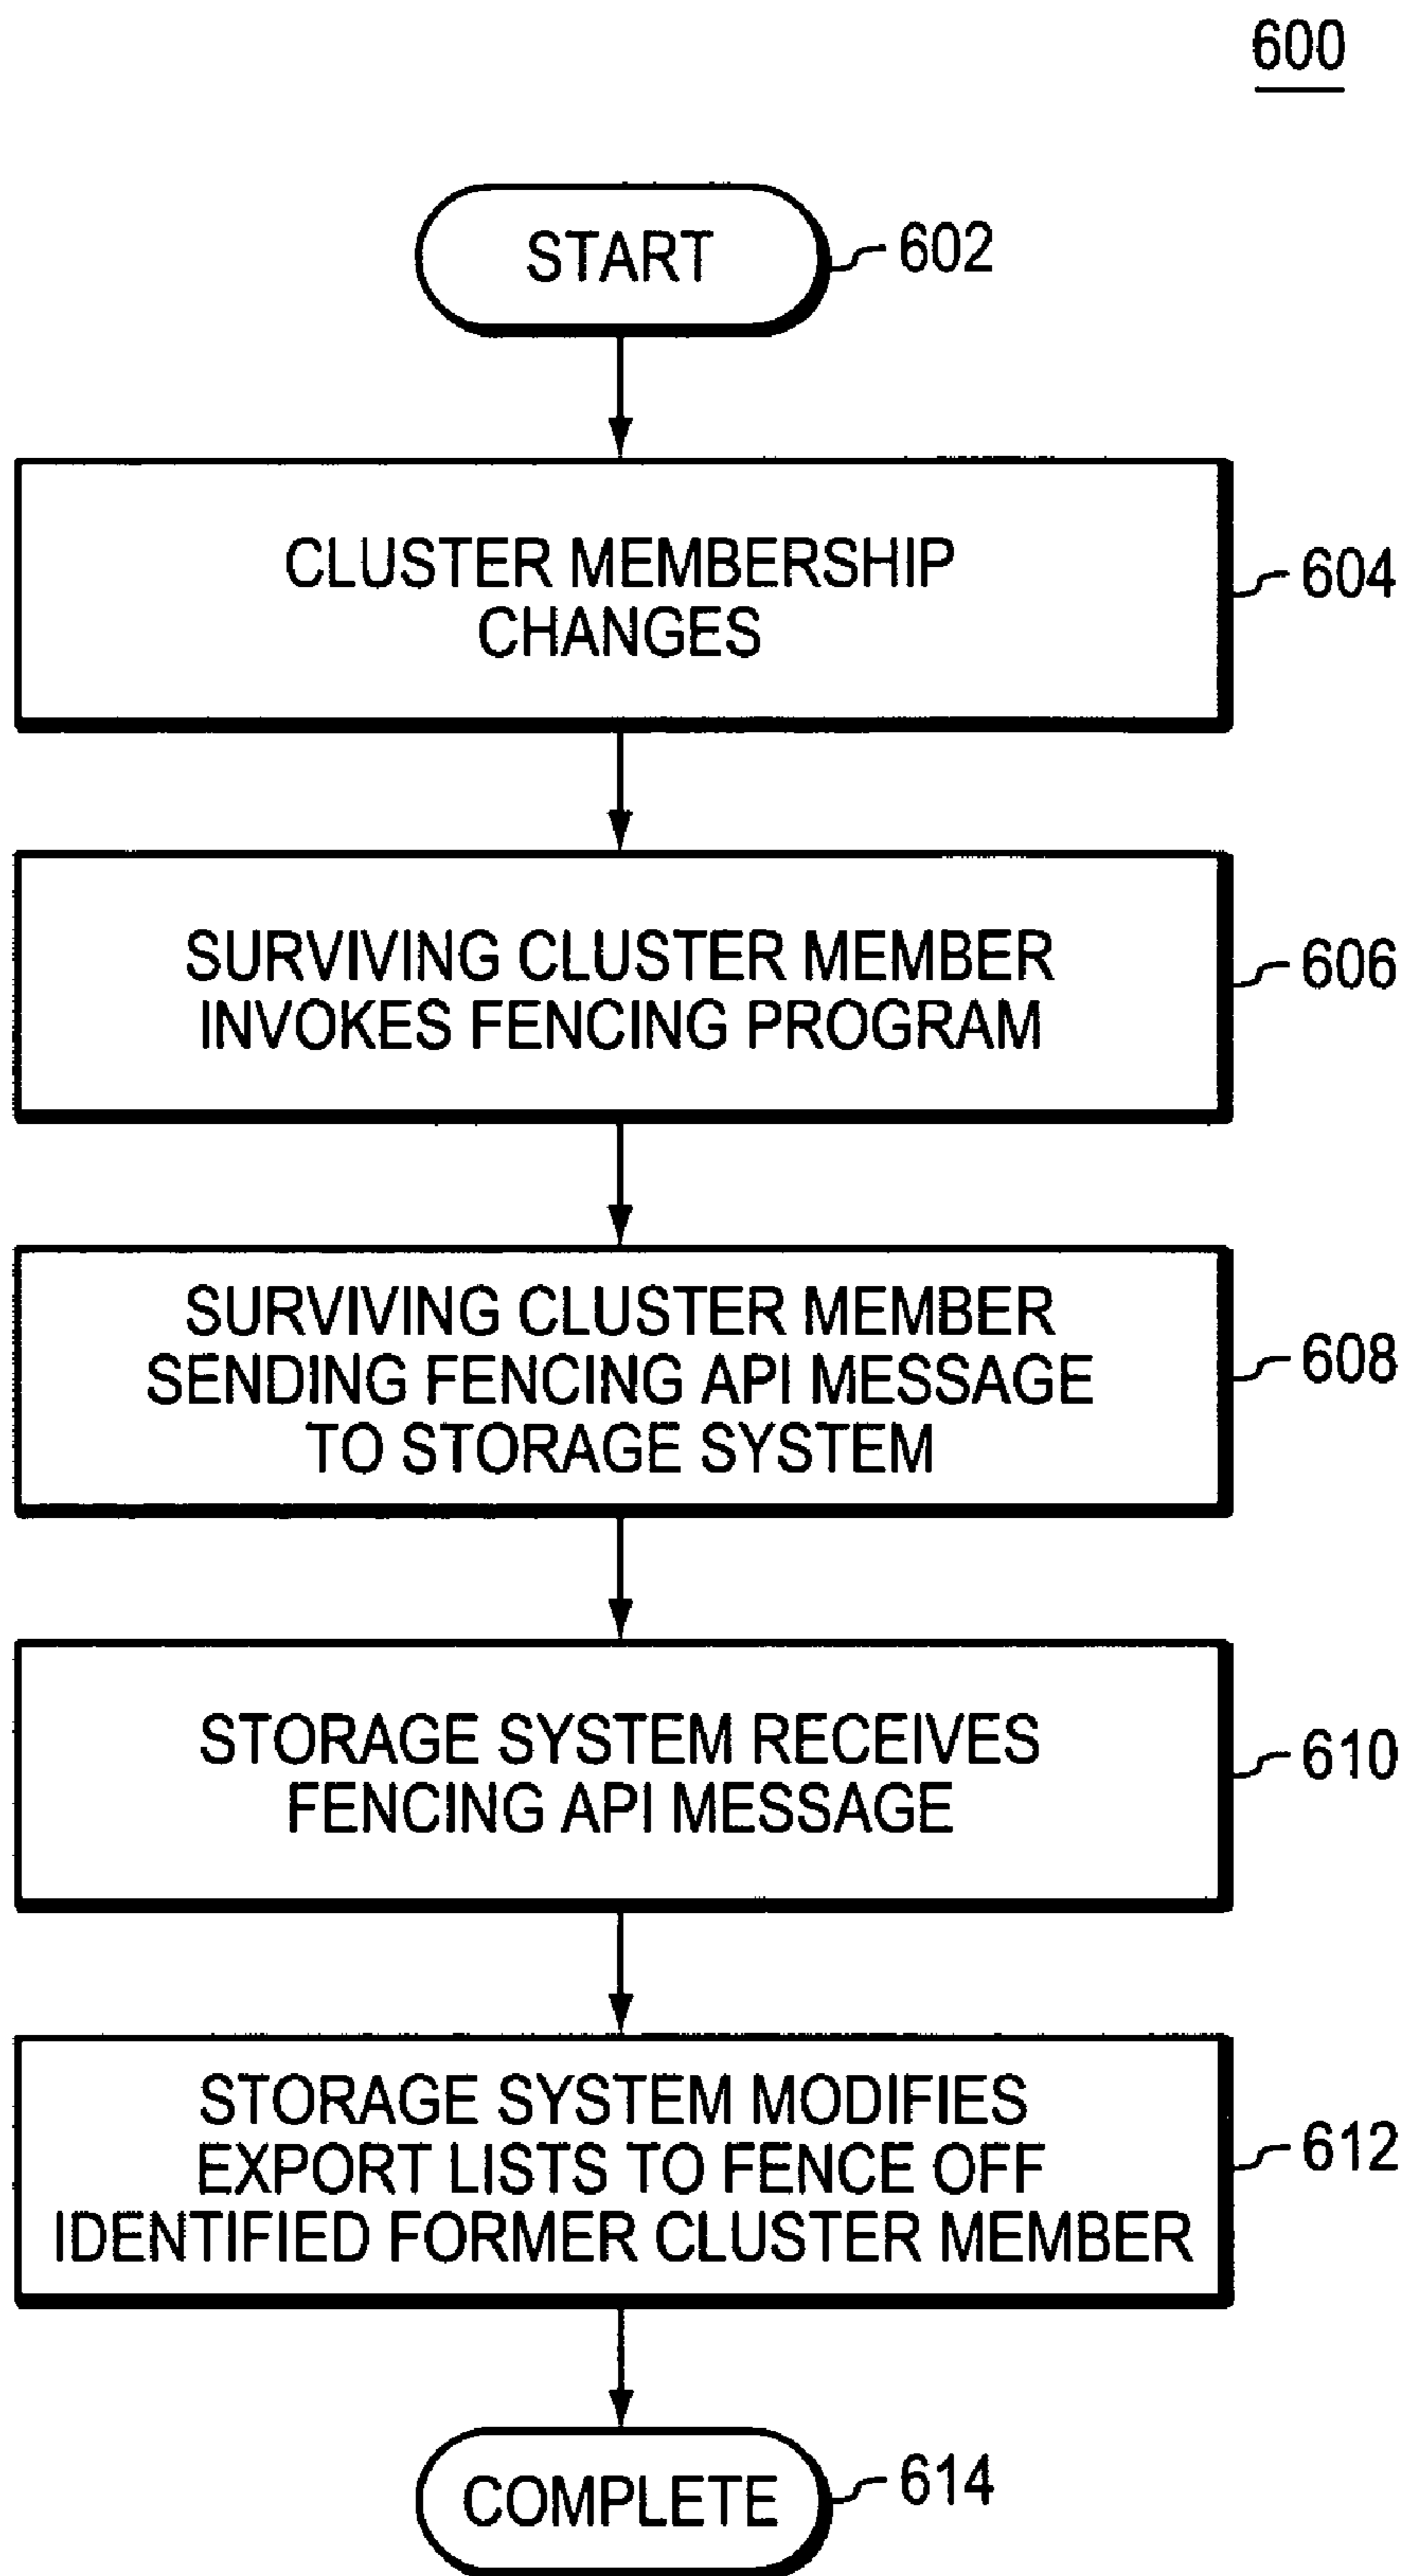 600
START
602
CLUSTER MEMBERSHIP
CHANGES
604
SURVIVING CLUSTER MEMBER
INVOKES FENCING PROGRAM
606
SURVIVING CLUSTER MEMBER
SENDING FENCING API MESSAGE
TO STORAGE SYSTEM
608
STORAGE SYSTEM RECEIVES
FENCING API MESSAGE
610
STORAGE SYSTEM MODIFIES
EXPORT LISTS TO FENCE OFF
IDENTIFIED FORMER CLUSTER MEMBER
612
COMPLETE
614